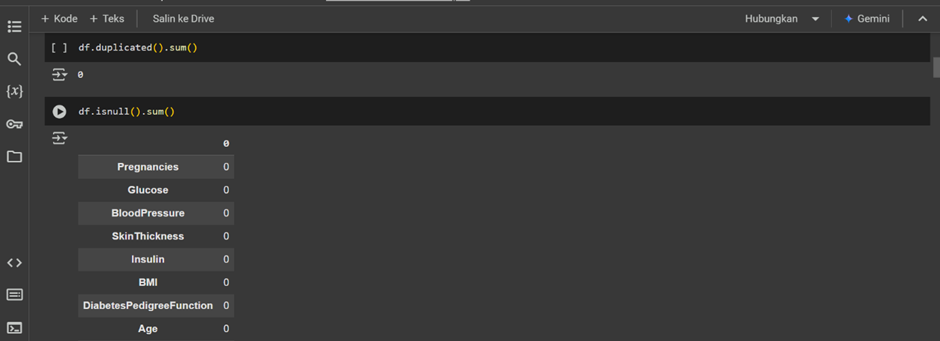 + Kode + Teks Salin ke Drive Hubungkan Gemini
[ ] df.duplicated().sum()
0
{x}
df.isnull().sum()
0
Pregnancies 0
Glucose 0
BloodPressure 0
SkinThickness 0
Insulin 0
BMI 0
DiabetesPedigreeFunction 0
Age 0